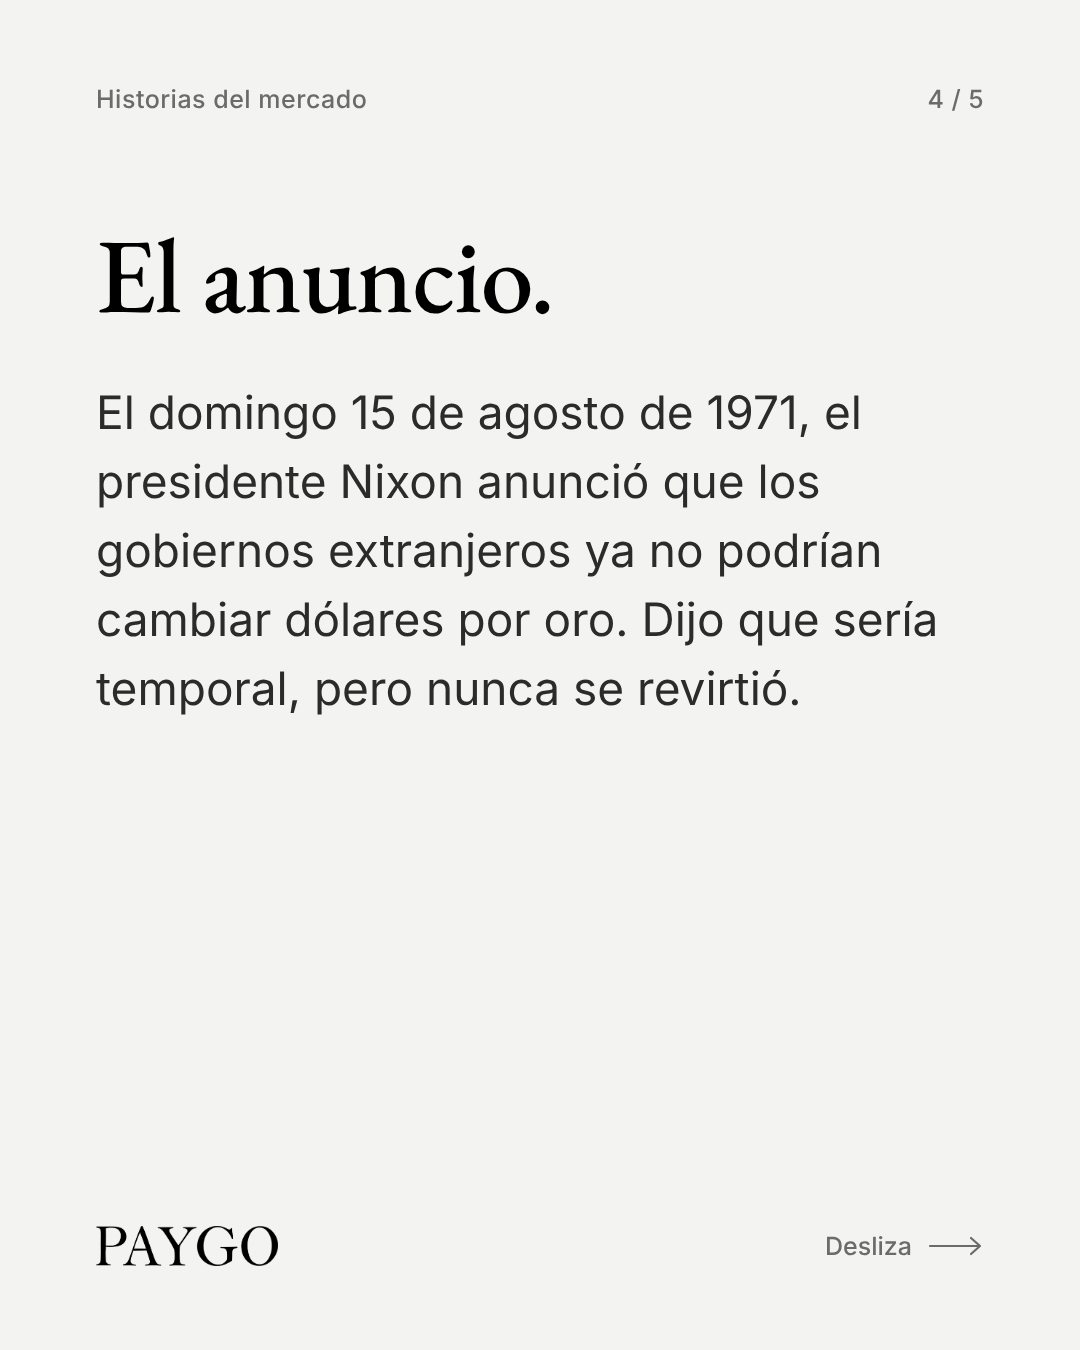 Historias del mercado
4 / 5
El anuncio.
El domingo 15 de agosto de 1971, el
presidente Nixon anunció que los
gobiernos extranjeros ya no podrían
cambiar dólares por oro. Dijo que sería
temporal, pero nunca se revirtió.
PAYGO
Desliza